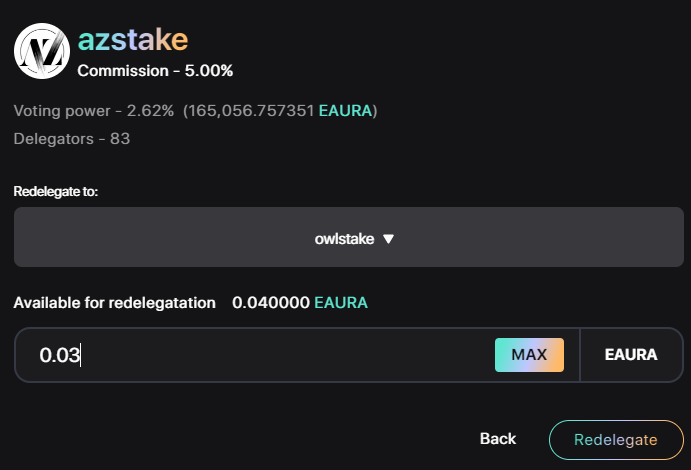 azstake
Commission - 5.00%
Voting power - 2.62% (165,056.757351 EAURA)
Delegators - 83
Redelegate to:
owlstake ▼
Available for redelegatation 0.040000 EAURA
0.03 MAX EAURA
Back Redelegate